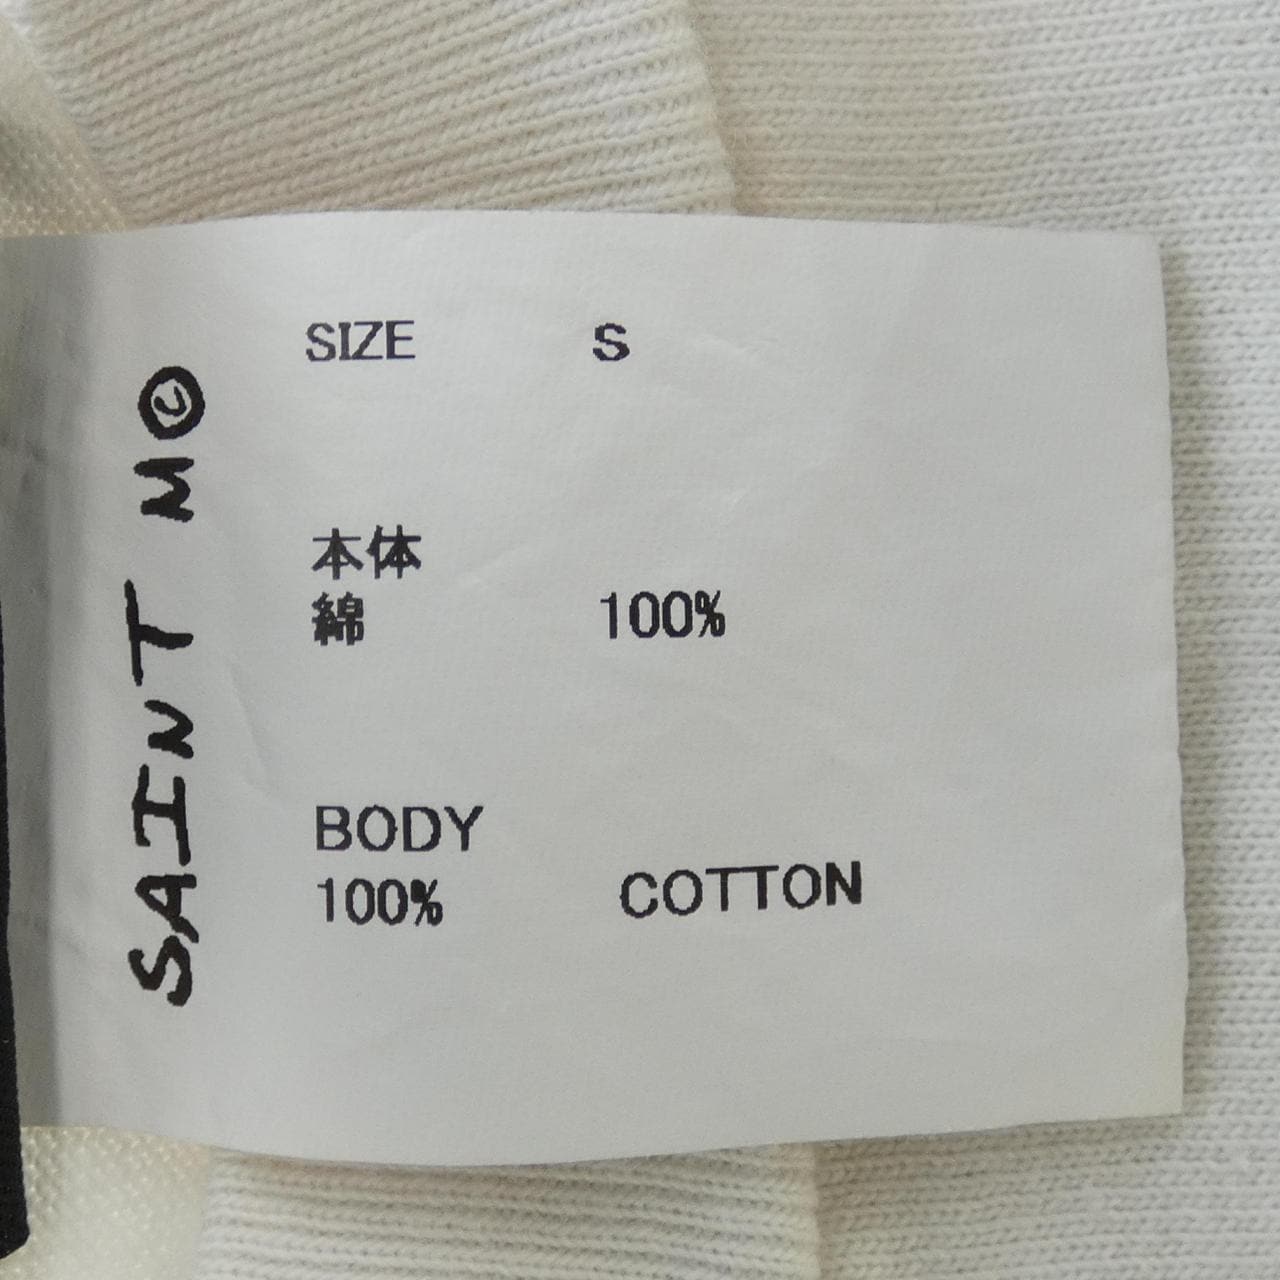 SAINT M©
SIZE S
本体
綿 100%
BODY
100% COTTON